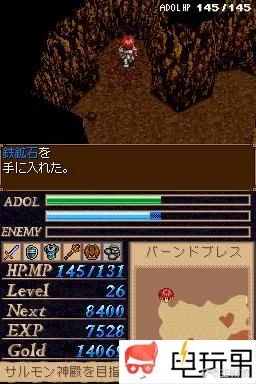 ADOL HP 145/145
鉄鉱石を
手に入れた。
ADOL
ENEMY
HP.MP 145/131
Level 26
Next 8400
EXP 7528
Gold 14069
バーンドブレス
サルモン神殿を目指
电玩男